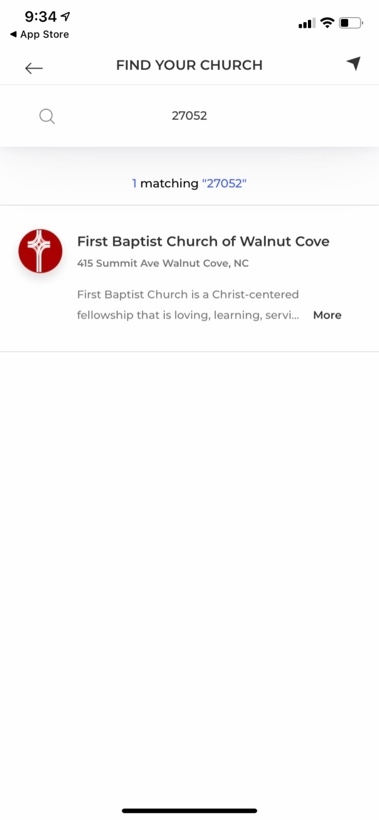 9:34
◀ App Store
FIND YOUR CHURCH
27052
1 matching "27052"
First Baptist Church of Walnut Cove
415 Summit Ave Walnut Cove, NC
First Baptist Church is a Christ-centered
fellowship that is loving, learning, servi... More